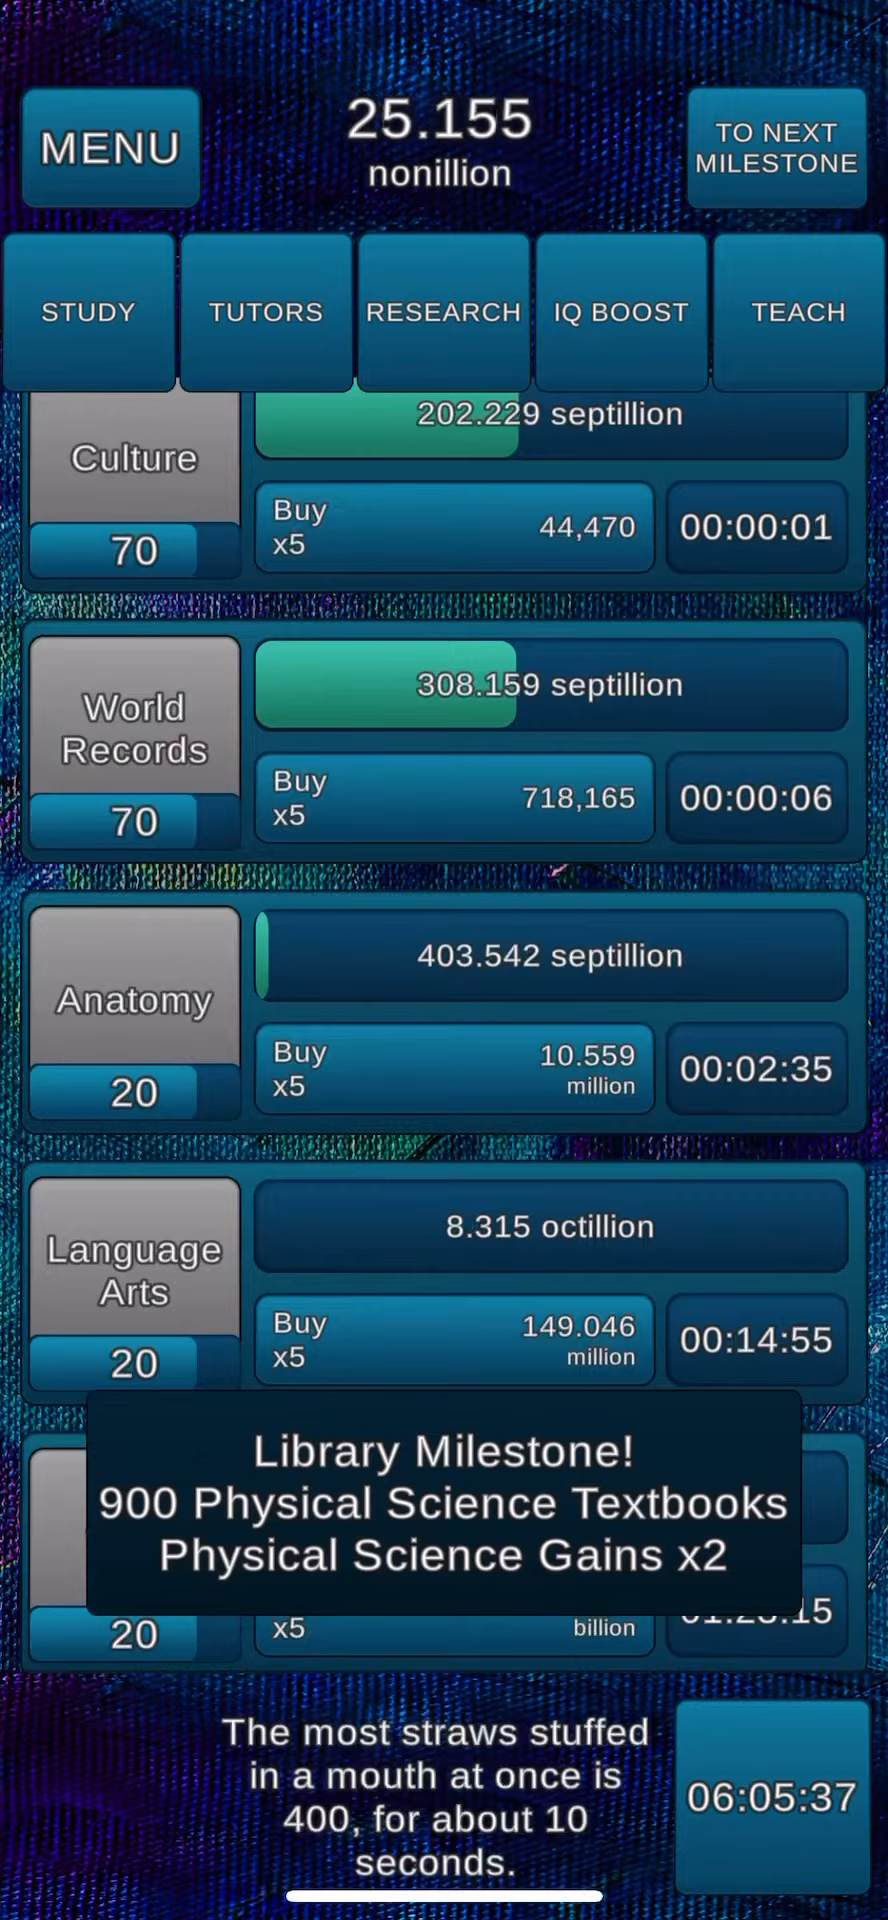 MENU
25.155
nonillion
TO NEXT
MILESTONE
STUDY
TUTORS
RESEARCH
IQ BOOST
TEACH
202.229 septillion
Culture
70
Buy
x5
44,470
00:00:01
World
Records
70
308.159 septillion
Buy
x5
718,165
00:00:06
Anatomy
20
403.542 septillion
Buy
x5
10.559
million
00:02:35
Language
Arts
20
8.315 octillion
Buy
x5
149.046
million
00:14:55
Library Milestone!
900 Physical Science Textbooks
Physical Science Gains x2
20
x5
billion
The most straws stuffed
in a mouth at once is
400, for about 10
seconds.
06:05:37